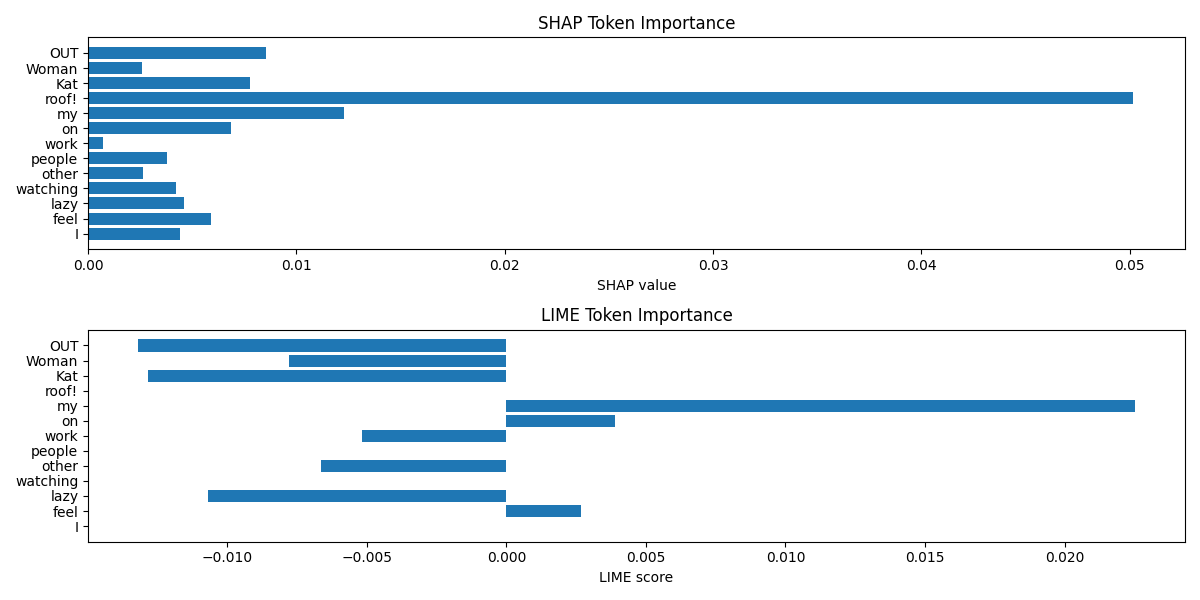 SHAP Token Importance
OUT
Woman
Kat
roof!
my
on
work
people
other
watching
lazy
feel
I
0.00 0.01 0.02 0.03 0.04 0.05
SHAP value
LIME Token Importance
OUT
Woman
Kat
roof!
my
on
work
people
other
watching
lazy
feel
I
−0.010 −0.005 0.000 0.005 0.010 0.015 0.020
LIME score